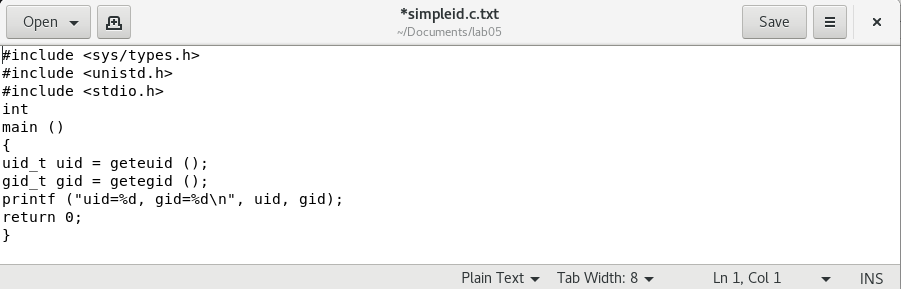 Open
*simpleid.c.txt
~/Documents/lab05
Save
#include <sys/types.h>
#include <unistd.h>
#include <stdio.h>
int
main ()
{
uid_t uid = geteuid ();
gid_t gid = getegid ();
printf ("uid=%d, gid=%d\n", uid, gid);
return 0;
}
Plain Text Tab Width: 8 Ln 1, Col 1 INS